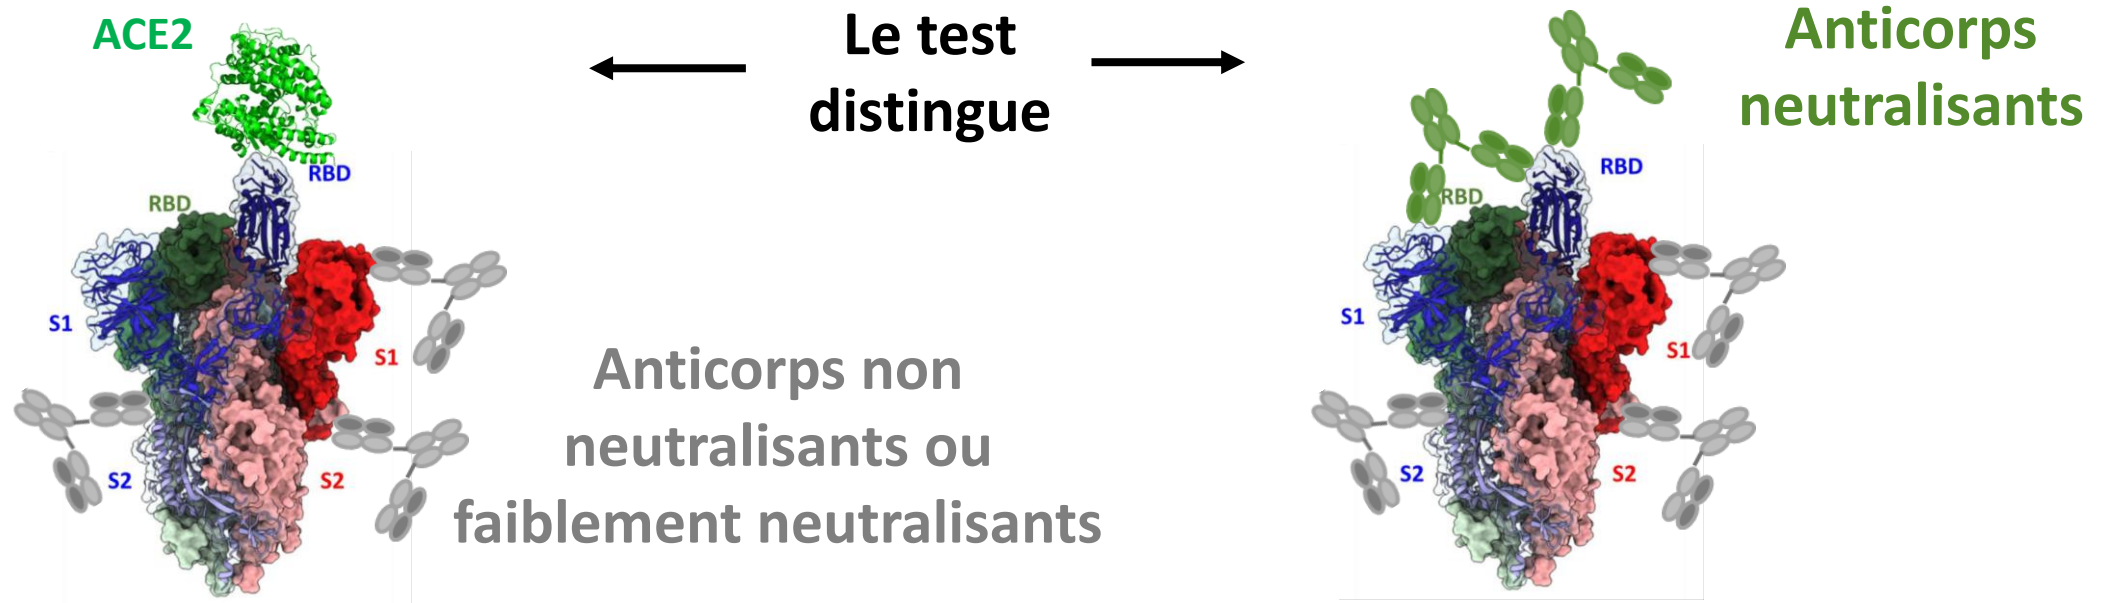 ACE2
RBD
RBD
S1
S1
S2
S2
Le test
distingue
Anticorps non
neutralisants ou
faiblement neutralisants
Anticorps
neutralisants
RBD
RBD
S1
S1
S2
S2